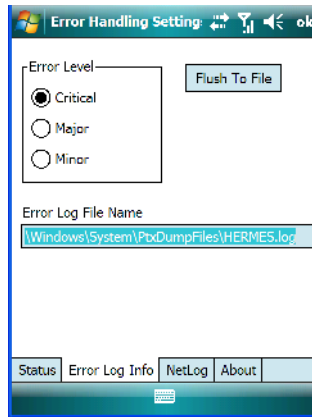 Error Handling Setting: ok
Error Level
Flush To File
Critical
Major
Minor
Error Log File Name
\Windows\System\PtxDumpFiles\HERMES.log
Status Error Log Info NetLog About